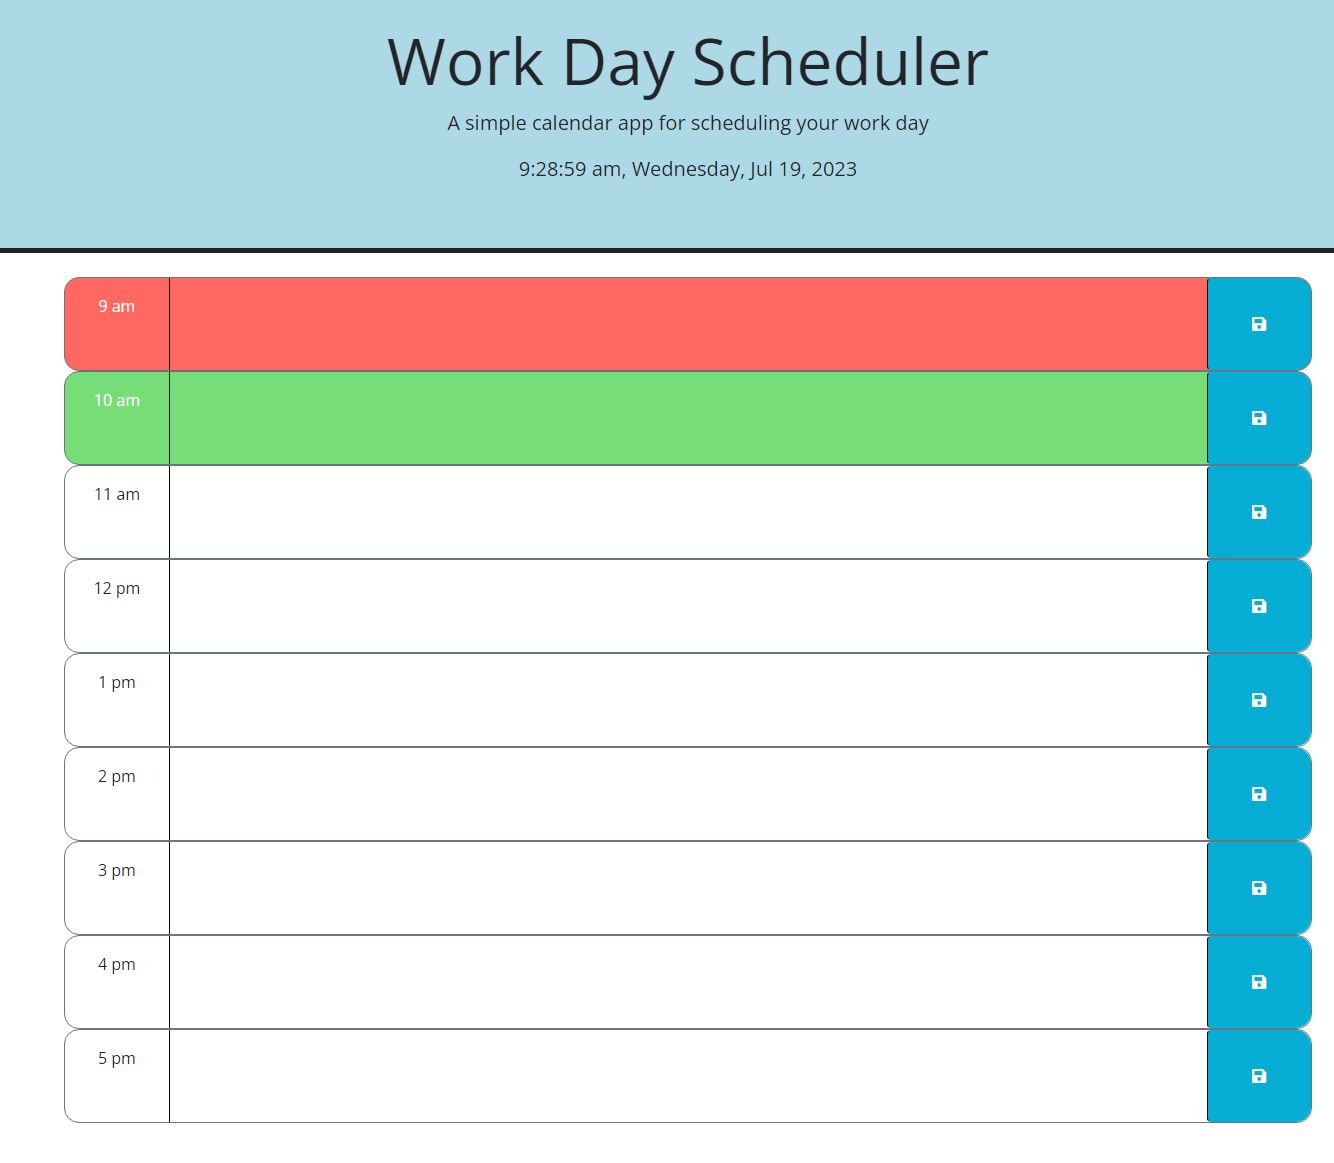 Work Day Scheduler
A simple calendar app for scheduling your work day
9:28:59 am, Wednesday, Jul 19, 2023
9 am
10 am
11 am
12 pm
1 pm
2 pm
3 pm
4 pm
5 pm